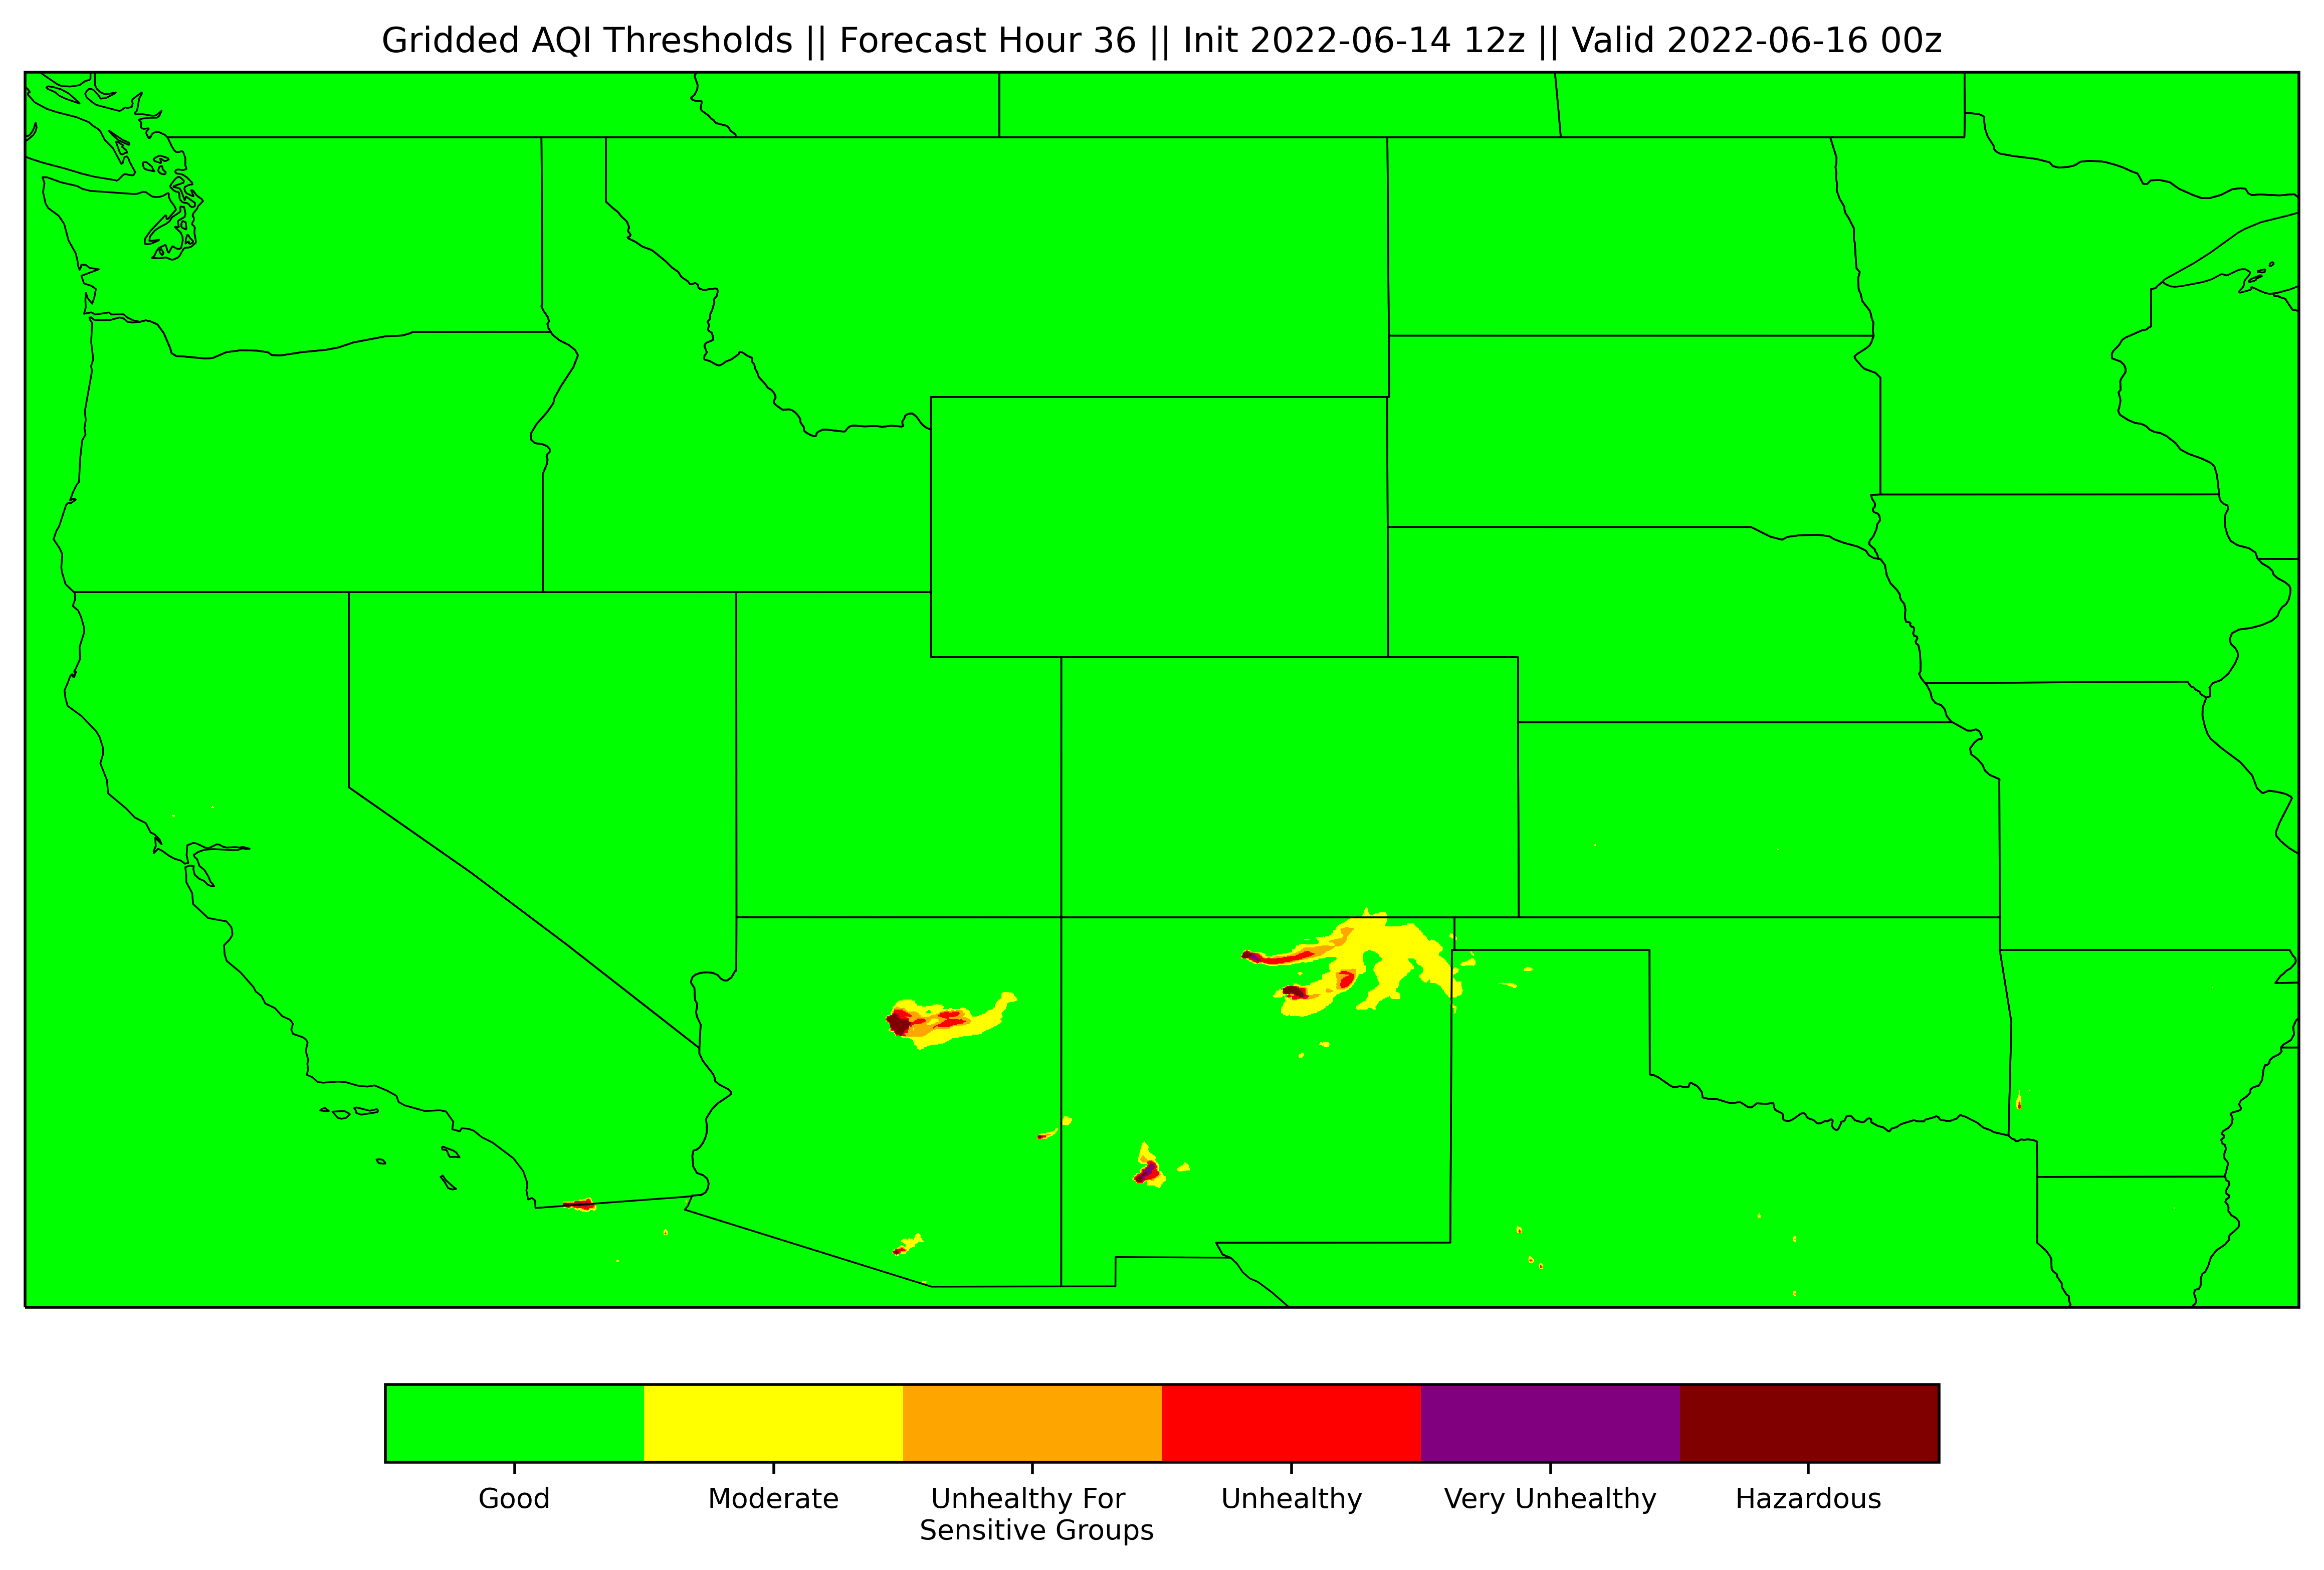 Gridded AQI Thresholds || Forecast Hour 36 || Init 2022-06-14 12z || Valid 2022-06-16 00z
Good
Moderate
Unhealthy For
Sensitive Groups
Unhealthy
Very Unhealthy
Hazardous